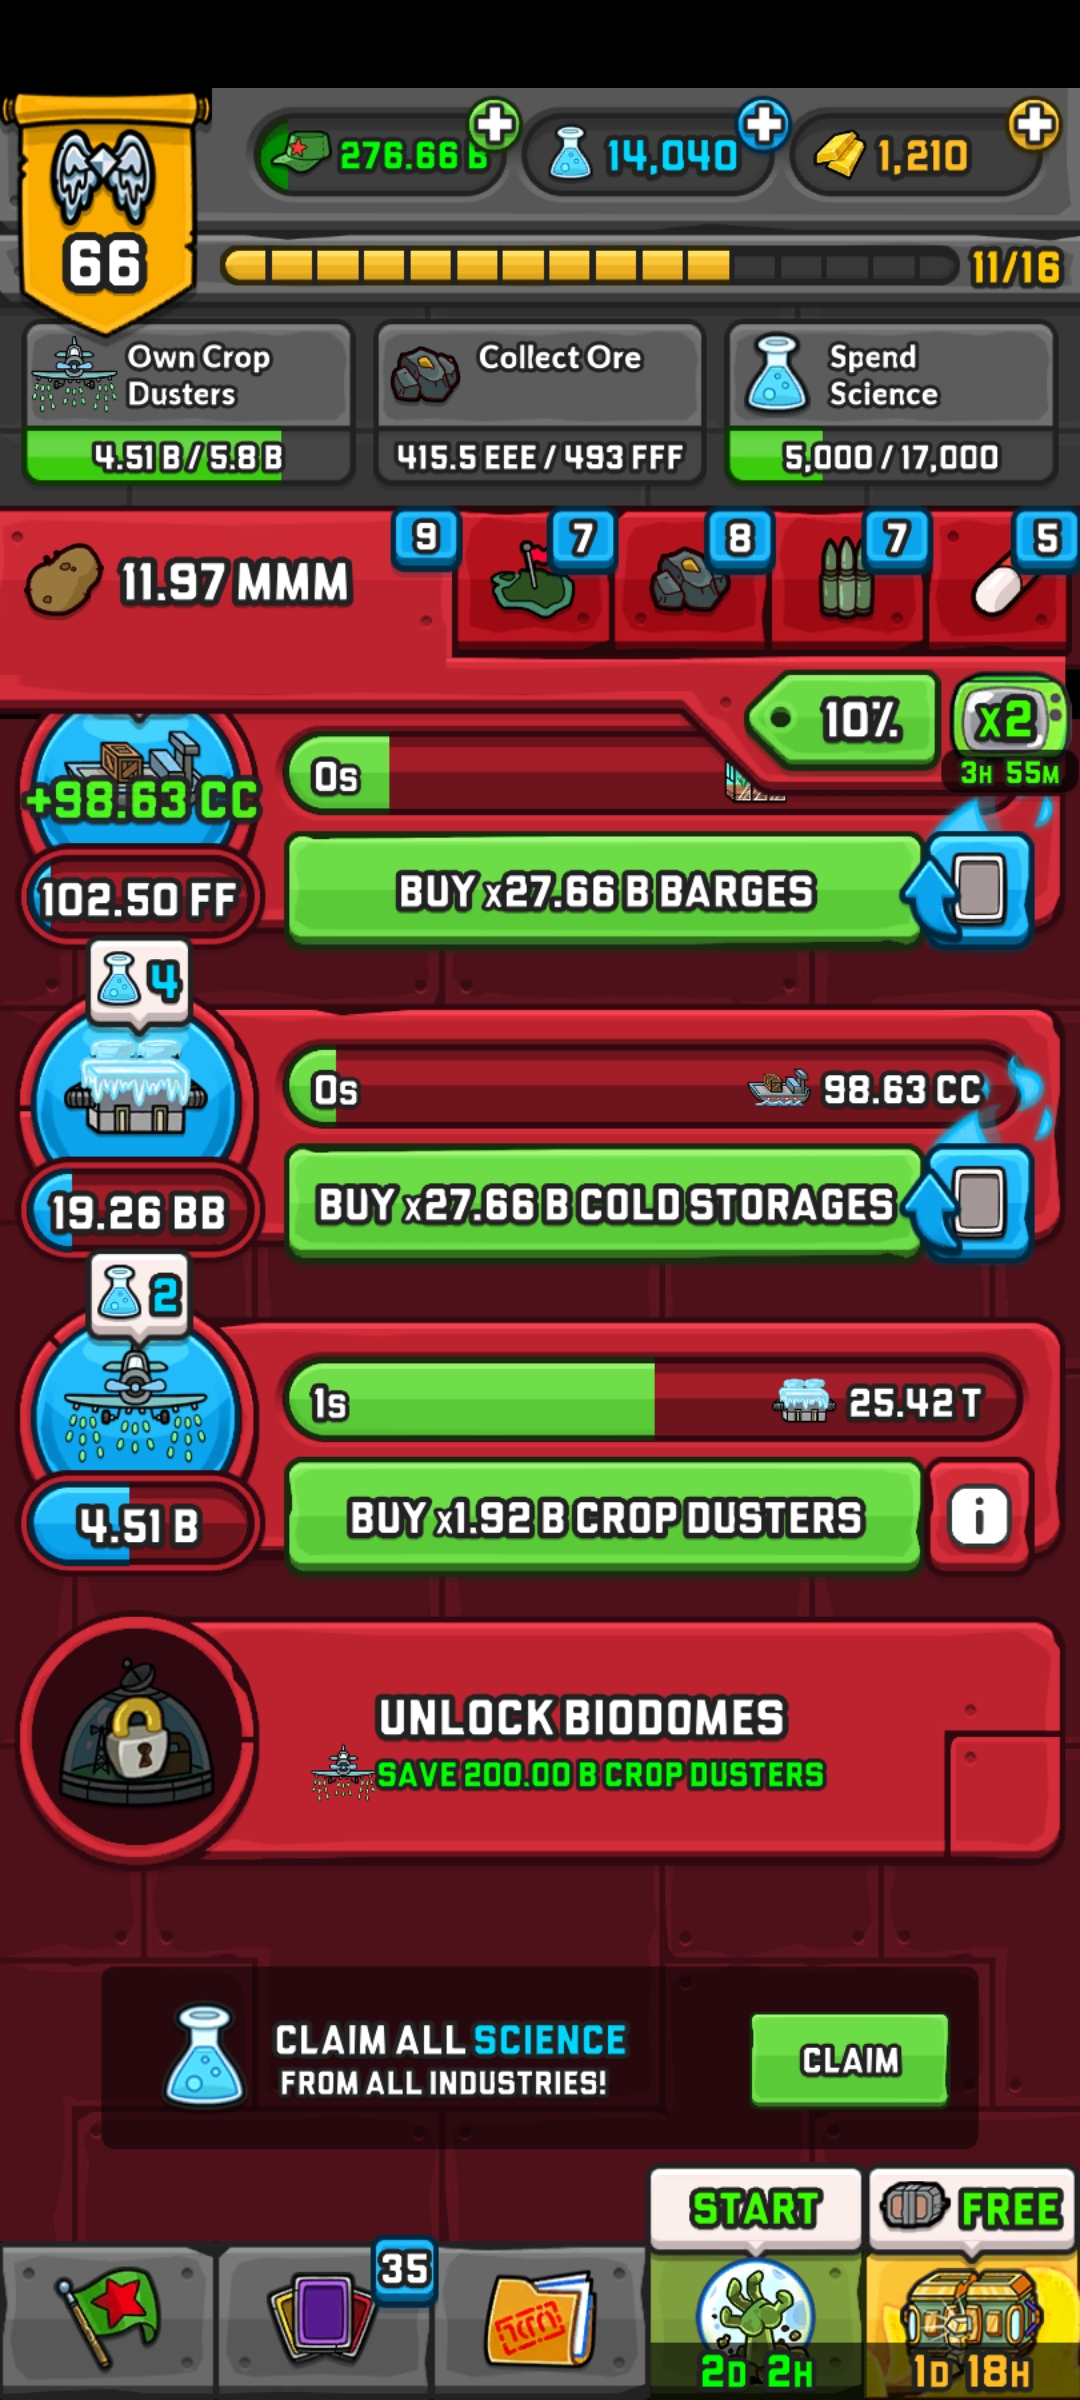 66
276.66 B
14,040
1,210
11/16
Own Crop
Dusters
4.51 B / 5.8 B
Collect Ore
415.5 EEE / 493 FFF
Spend
Science
5,000 / 17,000
11.97 MMM
9
7
8
7
5
10%
x2
3H 55M
+98.63 CC
0s
102.50 FF
BUY x27.66 B BARGES
4
0s
98.63 CC
19.26 BB
BUY x27.66 B COLD STORAGES
2
1s
25.42 T
4.51 B
BUY x1.92 B CROP DUSTERS
i
UNLOCK BIODOMES
SAVE 200.00 B CROP DUSTERS
CLAIM ALL SCIENCE
FROM ALL INDUSTRIES!
CLAIM
START
FREE
35
2D 2H
1D 18H